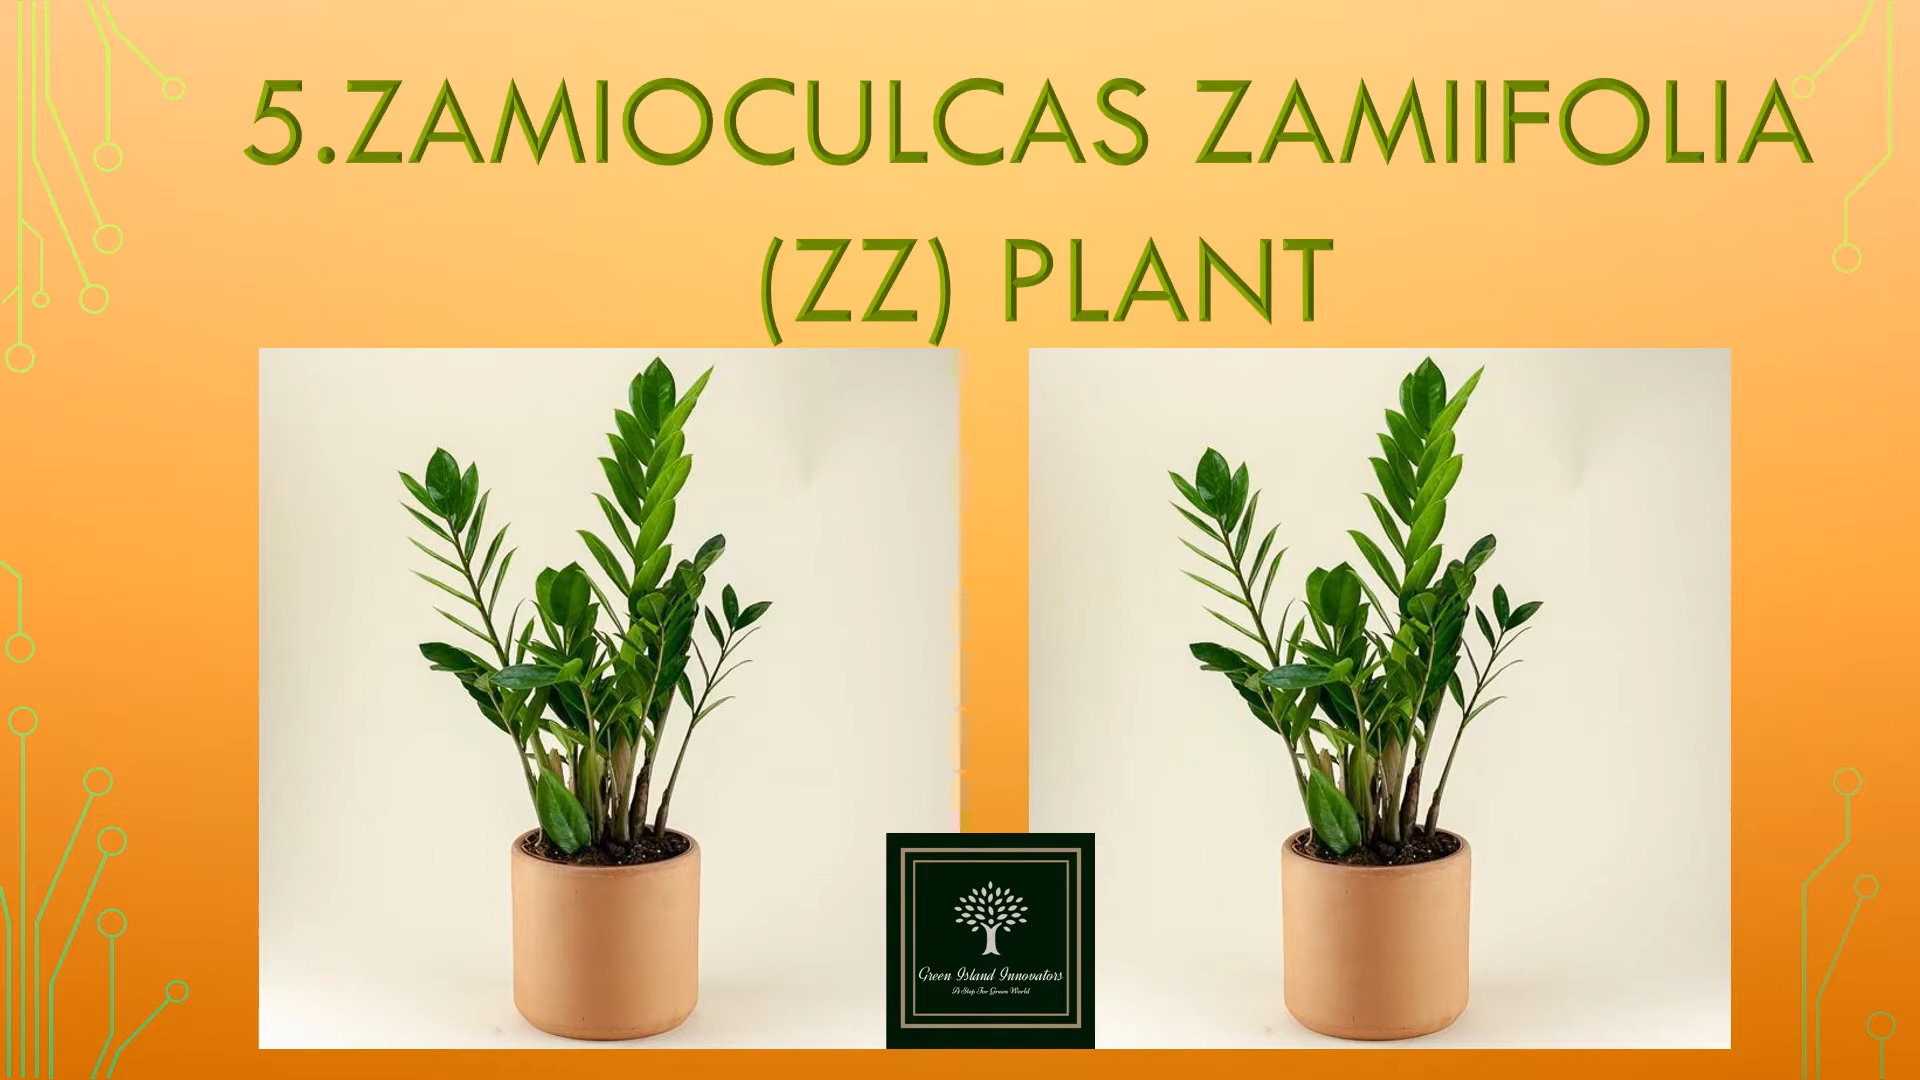 5.ZAMIOCULCAS ZAMIIFOLIA
(ZZ) PLANT
Green Island Innovators
A Step For Green World